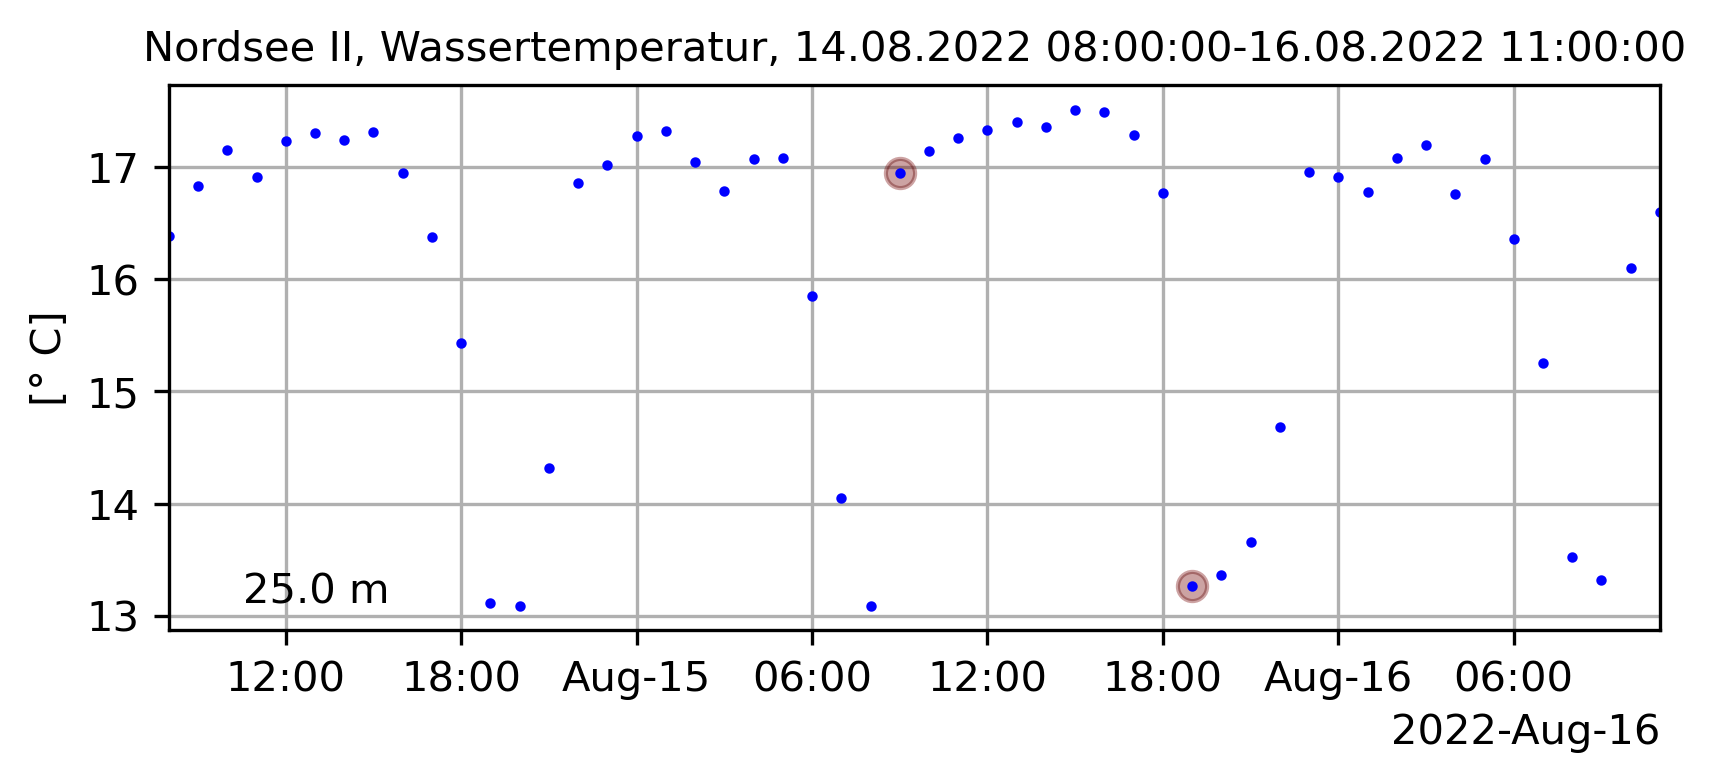 Nordsee II, Wassertemperatur, 14.08.2022 08:00:00-16.08.2022 11:00:00
17
16
15
14
13
[° C]
25.0 m
12:00 18:00 Aug-15 06:00 12:00 18:00 Aug-16 06:00
2022-Aug-16